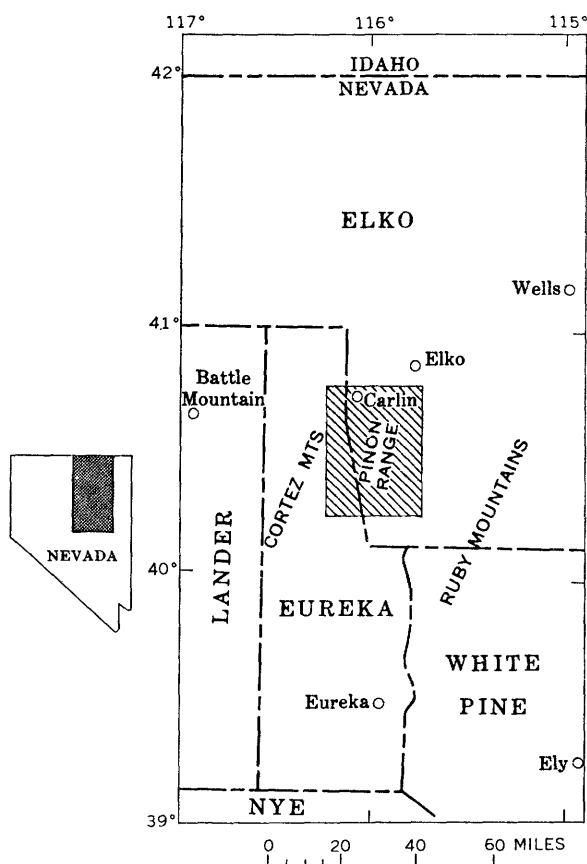 117° 116° 115°
IDAHO
42°
NEVADA
ELKO
Wells
41°
Elko
Battle
Mountain
Carlin
PINON
RANGE
CORTEZ MTS
RUBY MOUNTAINS
NEVADA
LANDER
40°
EUREKA
WHITE
PINE
Eureka
Ely
NYE
39°
0 20 40 60 MILES